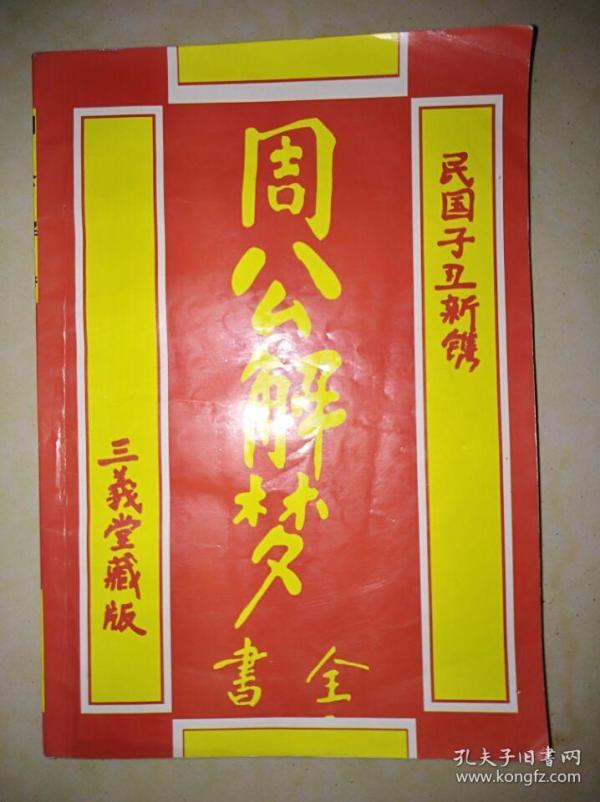 民国子丑新镌
周公解梦
全書
三義堂藏版
孔夫子旧書网
www.kongfz.com